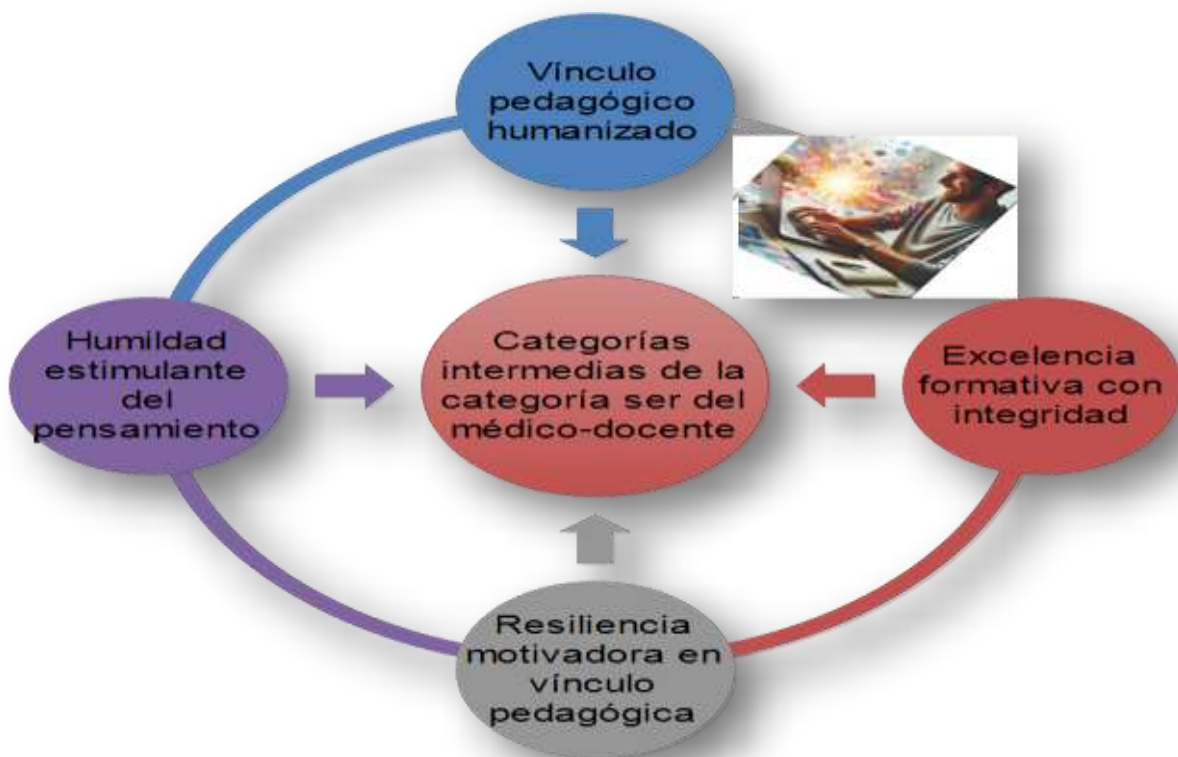 Vínculo
pedagógico
humanizado
Humildad
estimulante
del
pensamiento
Categorías
intermedias de la
categoría ser del
médico-docente
Excelencia
formativa con
integridad
Resiliencia
motivadora en
vínculo
pedagógica